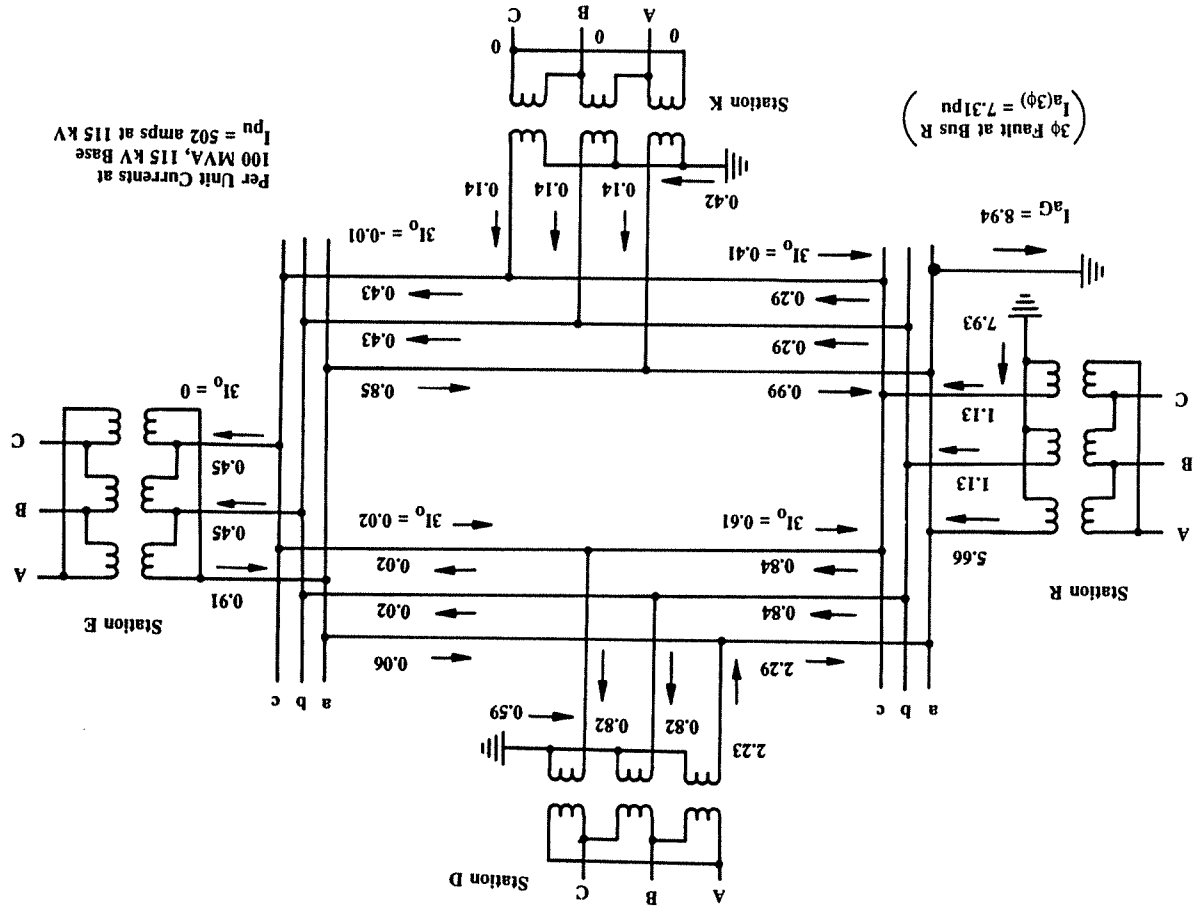 A B C
Station D
2.23
0.82
0.82
0.59
a b c
a b c
2.29
0.06
Station E
0.84
0.02
Station R
0.91
A
0.84
0.02
5.66
A
3I₀ = 0.61
3I₀ = 0.02
0.45
B
1.13
0.45
B
C
1.13
C
0.99
0.85
3I₀ = 0
0.29
0.43
7.93
0.29
0.43
3I₀ = 0.41
3I₀ = -0.01
IaG = 8.94
0.42
0.14
0.14
0.14
3ϕ Fault at Bus R
Ia(3ϕ) = 7.31pu
Per Unit Currents at
100 MVA, 115 kV Base
Ipu = 502 amps at 115 kV
Station K
0
0
0
A B C